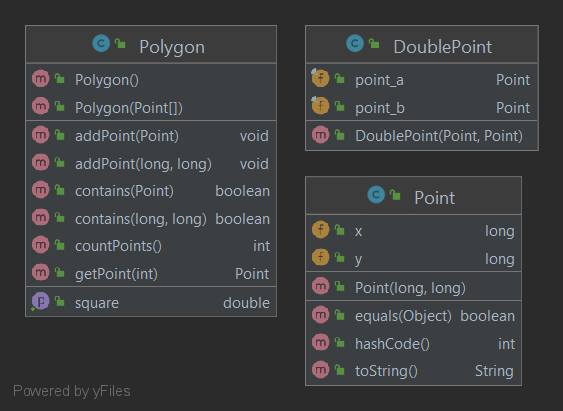 Polygon
Polygon()
Polygon(Point[])
addPoint(Point) void
addPoint(long, long) void
contains(Point) boolean
contains(long, long) boolean
countPoints() int
getPoint(int) Point
square double
DoublePoint
point_a Point
point_b Point
DoublePoint(Point, Point)
Point
x long
y long
Point(long, long)
equals(Object) boolean
hashCode() int
toString() String
Powered by yFiles